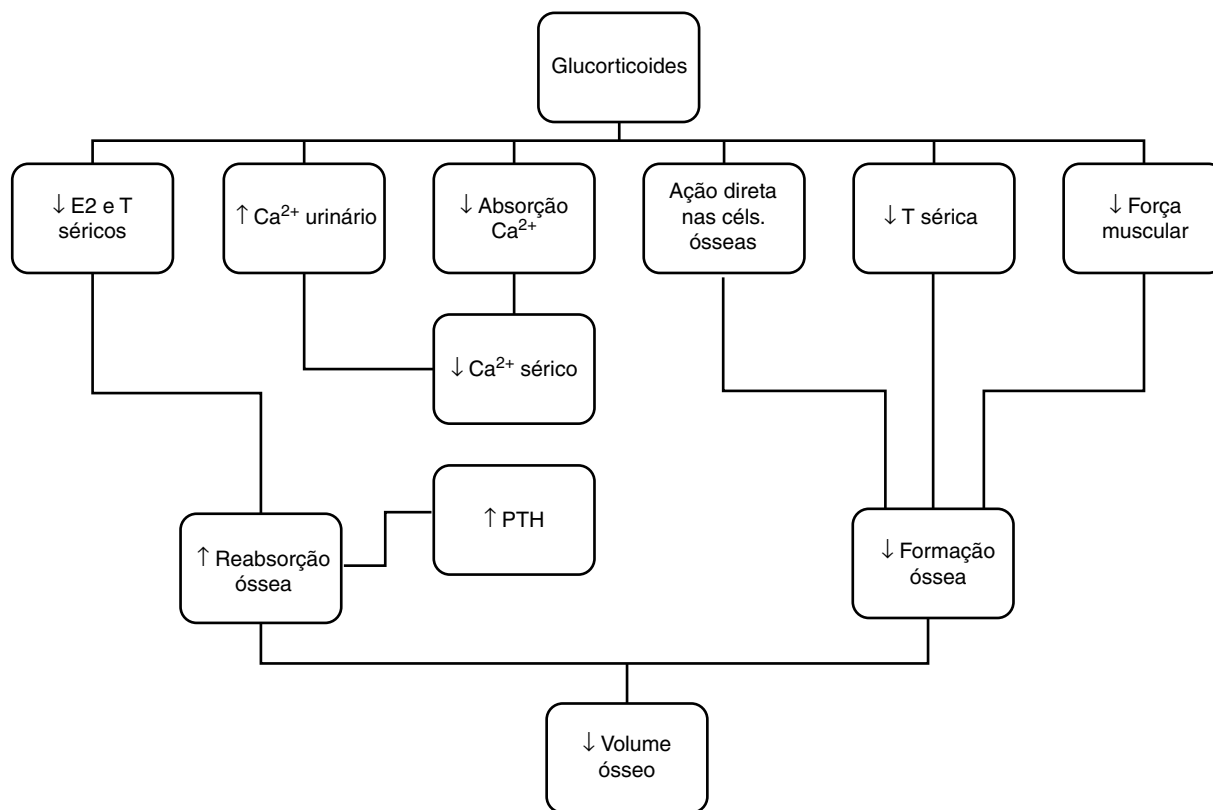 Glucorticoides
↓ E2 e T
séricos
↑ Ca²⁺ urinário
↓ Absorção
Ca²⁺
Ação direta
nas céls.
ósseas
↓ T sérica
↓ Força
muscular
↓ Ca²⁺ sérico
↑ PTH
↑ Reabsorção
óssea
↓ Formação
óssea
↓ Volume
ósseo